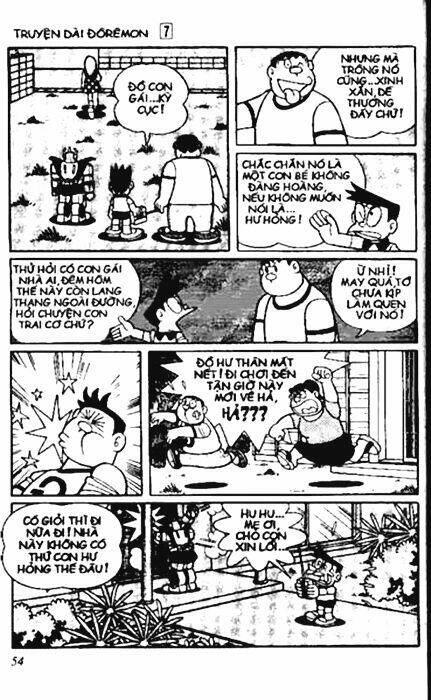 TRUYỆN DÀI ĐÔRÊMON 7
ĐỒ CON
GÁI...KỲ
CỤC!
NHƯNG MÀ
TRÔNG NÓ
CŨNG...XINH
XẮN, DỄ
THƯƠNG
ĐẤY CHỨ!
CHẮC CHẮN NÓ LÀ
MỘT CON BÉ KHÔNG
ĐÀNG HOÀNG,
NẾU KHÔNG MUỐN
NÓI LÀ...
HƯ HỎNG!
THỬ HỎI CÓ CON GÁI
NHÀ AI, ĐÊM HÔM
THẾ NÀY CÒN LANG
THANG NGOÀI ĐƯỜNG,
HỎI CHUYỆN CON
TRAI CƠ CHỨ?
Ừ NHỈ!
MAY QUÁ, TỚ
CHƯA KỊP
LÀM QUEN
VỚI NÓ!
ĐỒ HƯ THÂN MẤT
NẾT! ĐI CHƠI ĐẾN
TẬN GIỜ NÀY
MỚI VỀ HẢ,
HẢ???
CÓ GIỎI THÌ ĐI
NỮA ĐI! NHÀ
NÀY KHÔNG CÓ
THỨ CON HƯ
HỎNG THẾ ĐÂU!
HU HU...
MẸ ƠI,
CHO CON
XIN LỖI...
54